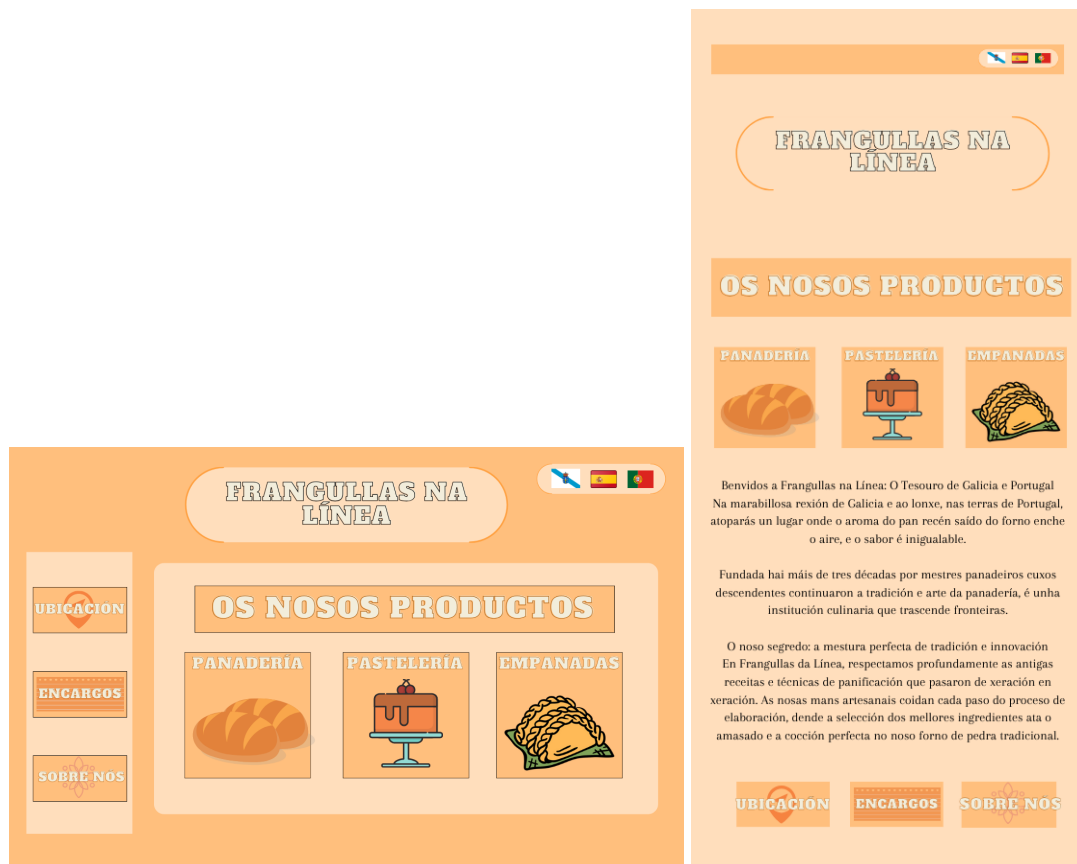 FRANGULLAS NA
LÍNEA
UBICACIÓN
ENCARGOS
SOBRE NÓS
OS NOSOS PRODUCTOS
PANADERÍA
PASTELERÍA
EMPANADAS
FRANGULLAS NA
LÍNEA
OS NOSOS PRODUCTOS
PANADERÍA
PASTELERÍA
EMPANADAS
Benvidos a Frangullas na Línea: O Tesouro de Galicia e Portugal
Na marabillosa rexión de Galicia e ao lonxe, nas terras de Portugal,
atoparás un lugar onde o aroma do pan recén saído do forno enche
o aire, e o sabor é inigualable.
Fundada hai máis de tres décadas por mestres panadeiros cuxos
descendentes continuaron a tradición e arte da panadería, é unha
institución culinaria que trascende fronteiras.
O noso segredo: a mestura perfecta de tradición e innovación
En Frangullas da Línea, respectamos profundamente as antigas
receitas e técnicas de panificación que pasaron de xeración en
xeración. As nosas mans artesanais coidan cada paso do proceso de
elaboración, dende a selección dos mellores ingredientes ata o
amasado e a cocción perfecta no noso forno de pedra tradicional.
UBICACIÓN
ENCARGOS
SOBRE NÓS